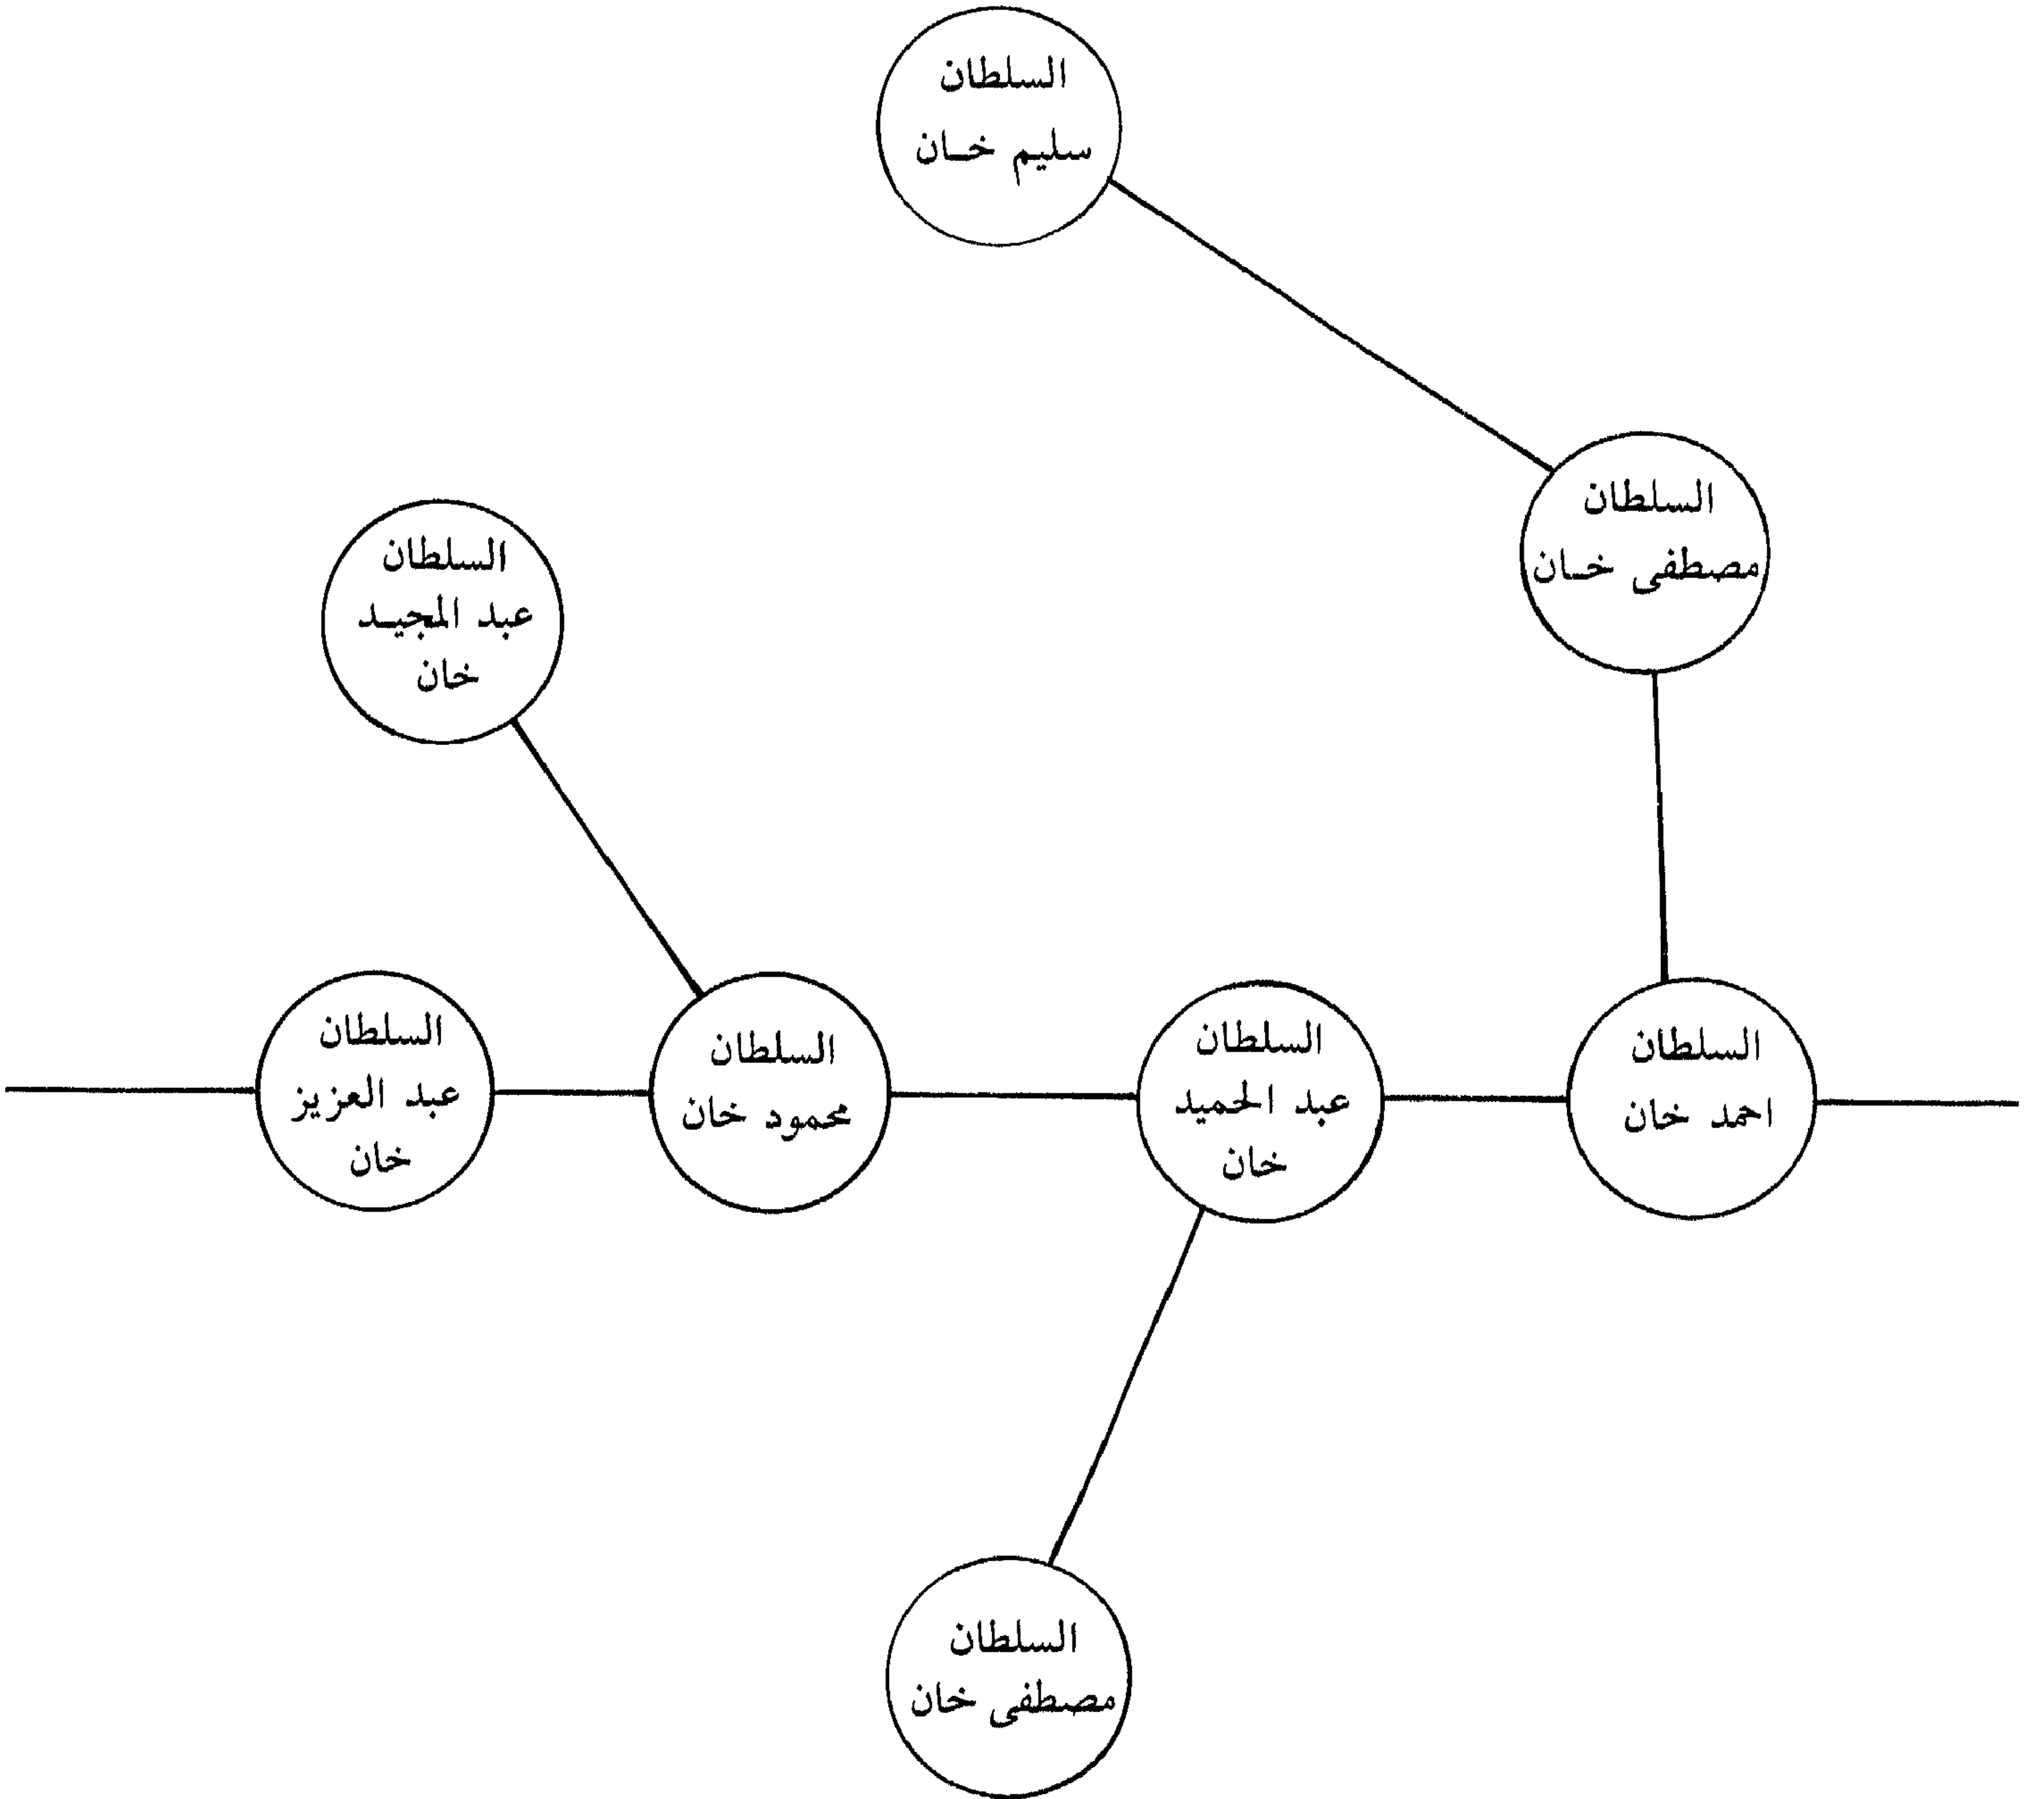 السلطان
سليم خان
السلطان
مصطفى خان
السلطان
عبد المجيد
خان
السلطان
احمد خان
السلطان
عبد الحميد
خان
السلطان
محمود خان
السلطان
عبد العزيز
خان
السلطان
مصطفى خان